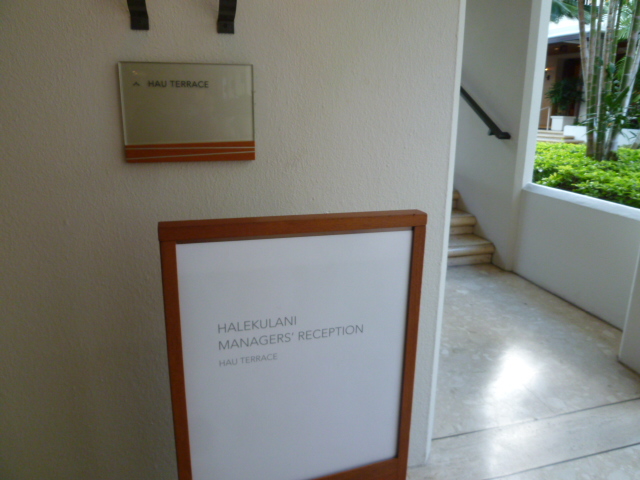 HAU TERRACE
HALEKULANI
MANAGERS' RECEPTION
HAU TERRACE